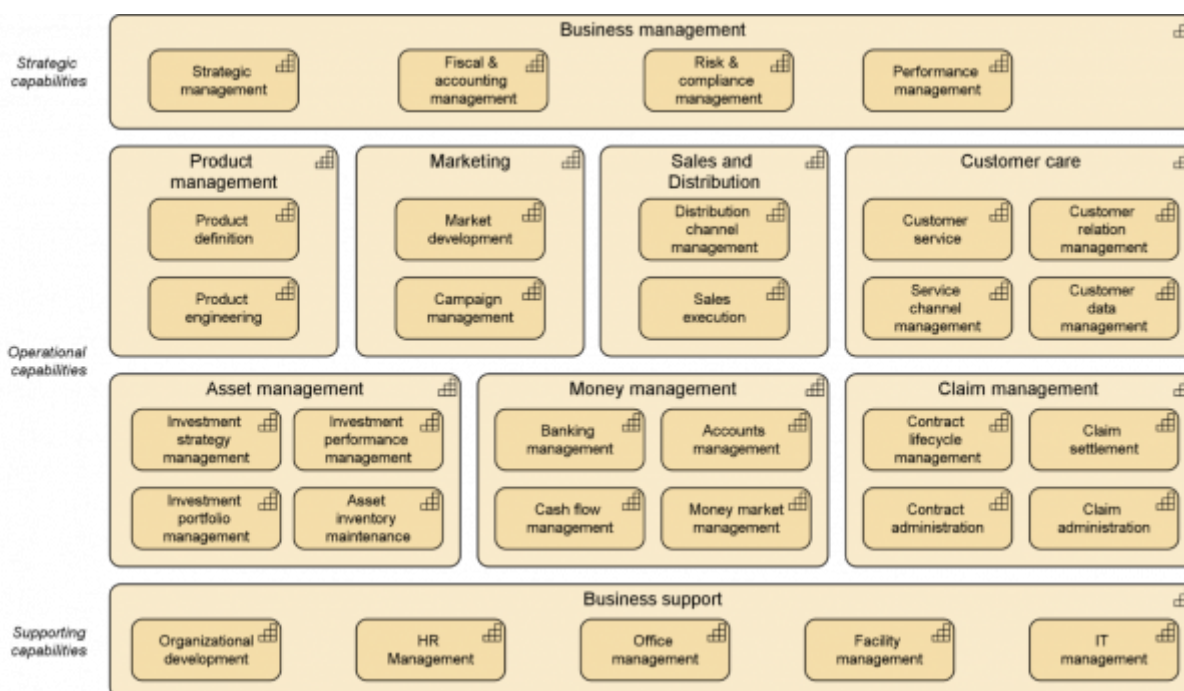 Business management
Strategic
capabilities
Strategic
management
Fiscal &
accounting
management
Risk &
compliance
management
Performance
management
Product
management
Product
definition
Product
engineering
Marketing
Market
development
Campaign
management
Sales and
Distribution
Distribution
channel
management
Sales
execution
Customer care
Customer
service
Customer
relation
management
Service
channel
management
Customer
data
management
Operational
capabilities
Asset management
Investment
strategy
management
Investment
performance
management
Investment
portfolio
management
Asset
inventory
maintenance
Money management
Banking
management
Accounts
management
Cash flow
management
Money market
management
Claim management
Contract
lifecycle
management
Claim
settlement
Contract
administration
Claim
administration
Business support
Supporting
capabilities
Organizational
development
HR
Management
Office
management
Facility
management
IT
management